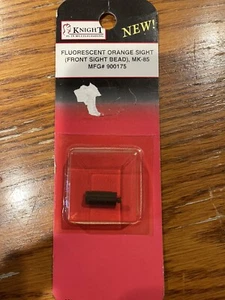 KNIGHT
NEW!
FLUORESCENT ORANGE SIGHT
(FRONT SIGHT BEAD), MK-85
MFG# 900175